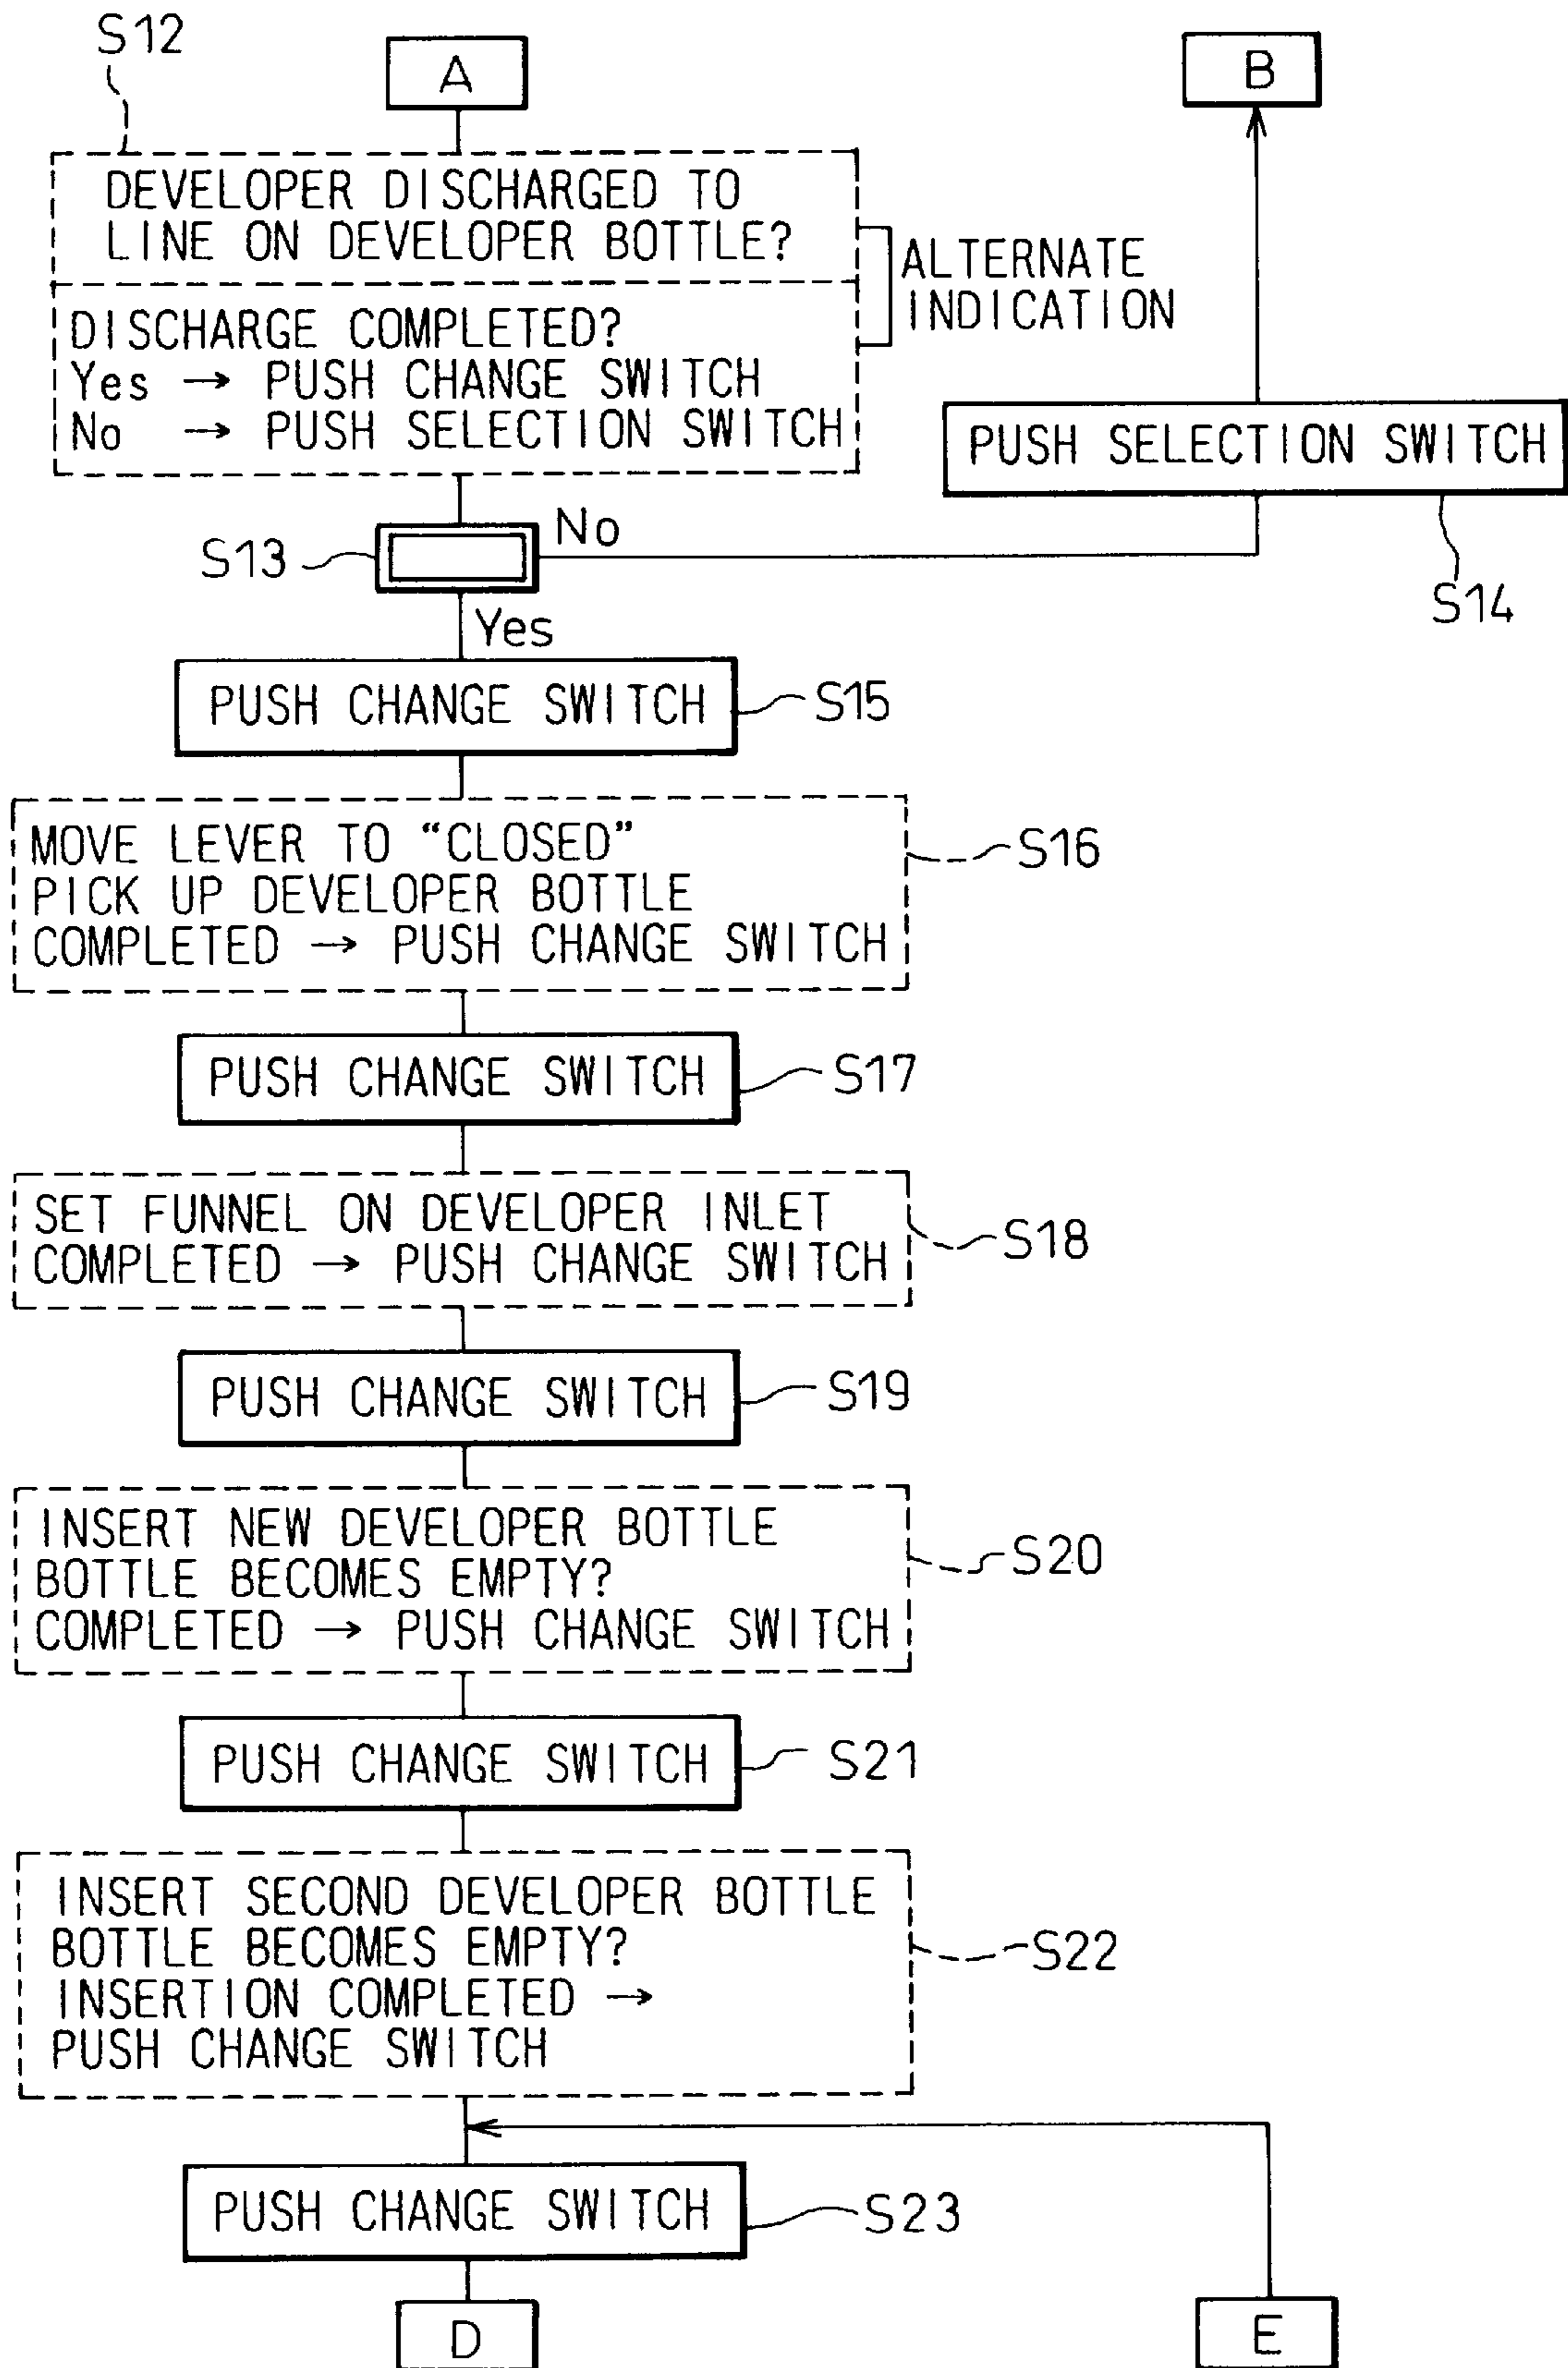 S12
A
B
DEVELOPER DISCHARGED TO
LINE ON DEVELOPER BOTTLE?
ALTERNATE
INDICATION
DISCHARGE COMPLETED?
Yes → PUSH CHANGE SWITCH
No → PUSH SELECTION SWITCH
PUSH SELECTION SWITCH
S13
No
S14
Yes
PUSH CHANGE SWITCH
S15
MOVE LEVER TO “CLOSED”
PICK UP DEVELOPER BOTTLE
COMPLETED → PUSH CHANGE SWITCH
S16
PUSH CHANGE SWITCH
S17
SET FUNNEL ON DEVELOPER INLET
COMPLETED → PUSH CHANGE SWITCH
S18
PUSH CHANGE SWITCH
S19
INSERT NEW DEVELOPER BOTTLE
BOTTLE BECOMES EMPTY?
COMPLETED → PUSH CHANGE SWITCH
S20
PUSH CHANGE SWITCH
S21
INSERT SECOND DEVELOPER BOTTLE
BOTTLE BECOMES EMPTY?
INSERTION COMPLETED →
PUSH CHANGE SWITCH
S22
PUSH CHANGE SWITCH
S23
D
E